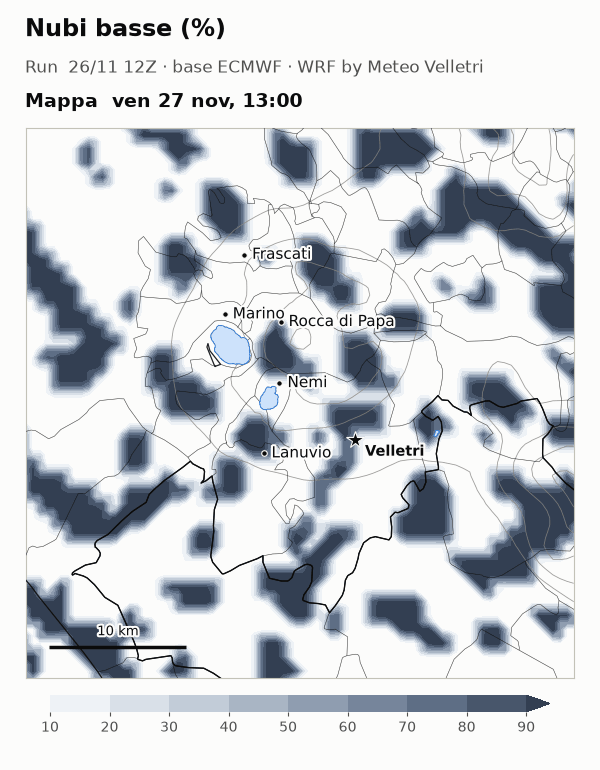 Nubi basse (%)
Run  26/11 12Z · base ECMWF · WRF by Meteo Velletri
Mappa  ven 27 nov, 13:00
Frascati
Marino
Rocca di Papa
Nemi
Velletri
Lanuvio
10 km
10 20 30 40 50 60 70 80 90